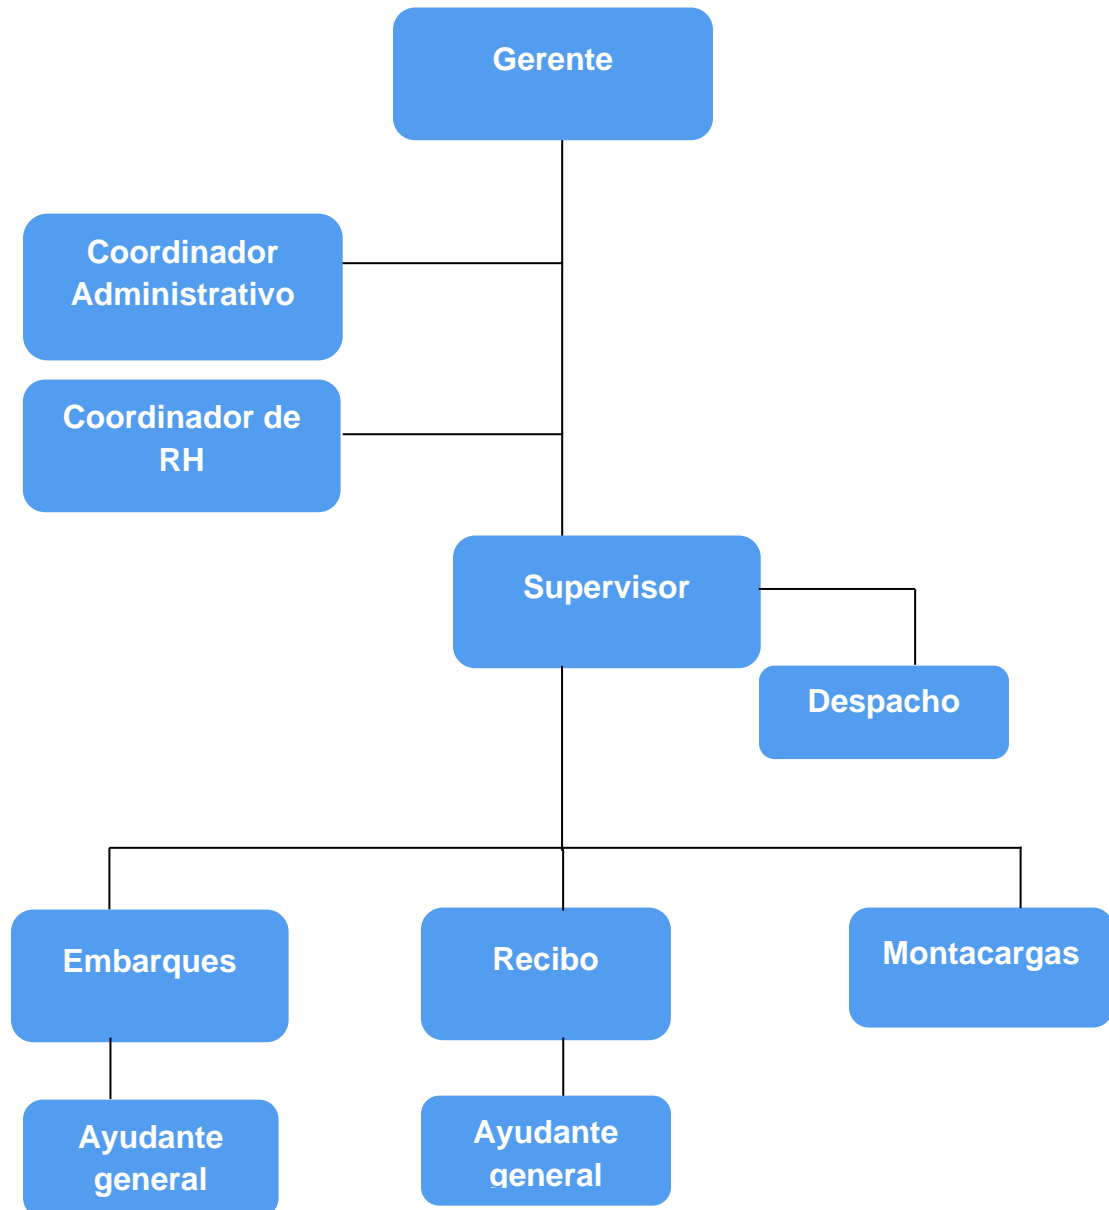 Gerente
Coordinador
Administrativo
Coordinador de
RH
Supervisor
Despacho
Embarques
Recibo
Montacargas
Ayudante
general
Ayudante
general